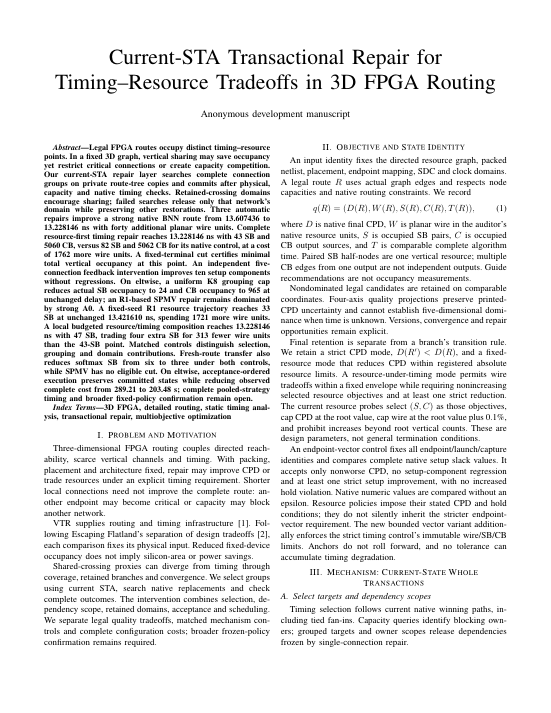 Current-STA Transactional Repair for
Timing–Resource Tradeoffs in 3D FPGA Routing
Anonymous development manuscript
Abstract—Legal FPGA routes occupy distinct timing–resource
points. In a fixed 3D graph, vertical sharing may save occupancy
yet restrict critical connections or create capacity competition.
Our current-STA repair layer searches complete connection
groups on private route-tree copies and commits after physical,
capacity and native timing checks. Retained-crossing domains
encourage sharing; failed searches release only that network's
domain while preserving other restorations. Three automatic
repairs improve a strong native BNN route from 13.607436 to
13.228146 ns with forty additional planar wire units. Complete
resource-first timing repair reaches 13.228146 ns with 43 SB and
5060 CB, versus 82 SB and 5062 CB for its native control, at a cost
of 1762 more wire units. A fixed-terminal cut certifies minimal
total vertical occupancy at this point. An independent five-
connection feedback intervention improves ten setup components
without regressions. On eltwise, a uniform K8 grouping cap
reduces actual SB occupancy to 24 and CB occupancy to 965 at
unchanged delay; an R1-based SPMV repair remains dominated
by strong A0. A fixed-seed R1 resource trajectory reaches 33
SB at unchanged 13.421610 ns, spending 1721 more wire units.
A local budgeted resource/timing composition reaches 13.228146
ns with 47 SB, trading four extra SB for 313 fewer wire units
than the 43-SB point. Matched controls distinguish selection,
grouping and domain contributions. Fresh-route transfer also
reduces softmax SB from six to three under both controls,
while SPMV has no eligible cut. On eltwise, acceptance-ordered
execution preserves committed states while reducing observed
complete cost from 289.21 to 203.48 s; complete pooled-strategy
timing and broader fixed-policy confirmation remain open.
Index Terms—3D FPGA, detailed routing, static timing anal-
ysis, transactional repair, multiobjective optimization
I. PROBLEM AND MOTIVATION
Three-dimensional FPGA routing couples directed reach-
ability, scarce vertical channels and timing. With packing,
placement and architecture fixed, repair may improve CPD or
trade resources under an explicit timing requirement. Shorter
local connections need not improve the complete route: an-
other endpoint may become critical or capacity may block
another network.
VTR supplies routing and timing infrastructure [1]. Fol-
lowing Escaping Flatland's separation of design tradeoffs [2],
each comparison fixes its physical input. Reduced fixed-device
occupancy does not imply silicon-area or power savings.
Shared-crossing proxies can diverge from timing through
coverage, retained branches and convergence. We select groups
using current STA, search native replacements and check
complete outcomes. The intervention combines selection, de-
pendency scope, retained domains, acceptance and scheduling.
We separate legal quality tradeoffs, matched mechanism con-
trols and complete configuration costs; broader frozen-policy
confirmation remains required.
II. OBJECTIVE AND STATE IDENTITY
An input identity fixes the directed resource graph, packed
netlist, placement, endpoint mapping, SDC and clock domains.
A legal route R uses actual graph edges and respects node
capacities and native routing constraints. We record
q(R) = (D(R), W(R), S(R), C(R), T(R)), (1)
where D is native final CPD, W is planar wire in the auditor's
native resource units, S is occupied SB pairs, C is occupied
CB output sources, and T is comparable complete algorithm
time. Paired SB half-nodes are one vertical resource; multiple
CB edges from one output are not independent outputs. Guide
recommendations are not occupancy measurements.
Nondominated legal candidates are retained on comparable
coordinates. Four-axis quality projections preserve printed-
CPD uncertainty and cannot establish five-dimensional domi-
nance when time is unknown. Versions, convergence and repair
opportunities remain explicit.
Final retention is separate from a branch's transition rule.
We retain a strict CPD mode, D(R′) < D(R), and a fixed-
resource mode that reduces CPD within registered absolute
resource limits. A resource-under-timing mode permits wire
tradeoffs within a fixed envelope while requiring nonincreasing
selected resource objectives and at least one strict reduction.
The current resource probes select (S, C) as those objectives,
cap CPD at the root value, cap wire at the root value plus 0.1%,
and prohibit increases beyond root vertical counts. These are
design parameters, not general termination conditions.
An endpoint-vector control fixes all endpoint/launch/capture
identities and compares complete native setup slack values. It
accepts only nonworse CPD, no setup-component regression
and at least one strict setup improvement, with no increased
hold violation. Native numeric values are compared without an
epsilon. Resource policies impose their stated CPD and hold
conditions; they do not silently inherit the stricter endpoint-
vector requirement. The new bounded vector variant addition-
ally enforces the strict timing control's immutable wire/SB/CB
limits. Anchors do not roll forward, and no tolerance can
accumulate timing degradation.
III. MECHANISM: CURRENT-STATE WHOLE
TRANSACTIONS
A. Select targets and dependency scopes
Timing selection follows current native winning paths, in-
cluding tied fan-ins. Capacity queries identify blocking own-
ers; grouped targets and owner scopes release dependencies
frozen by single-connection repair.